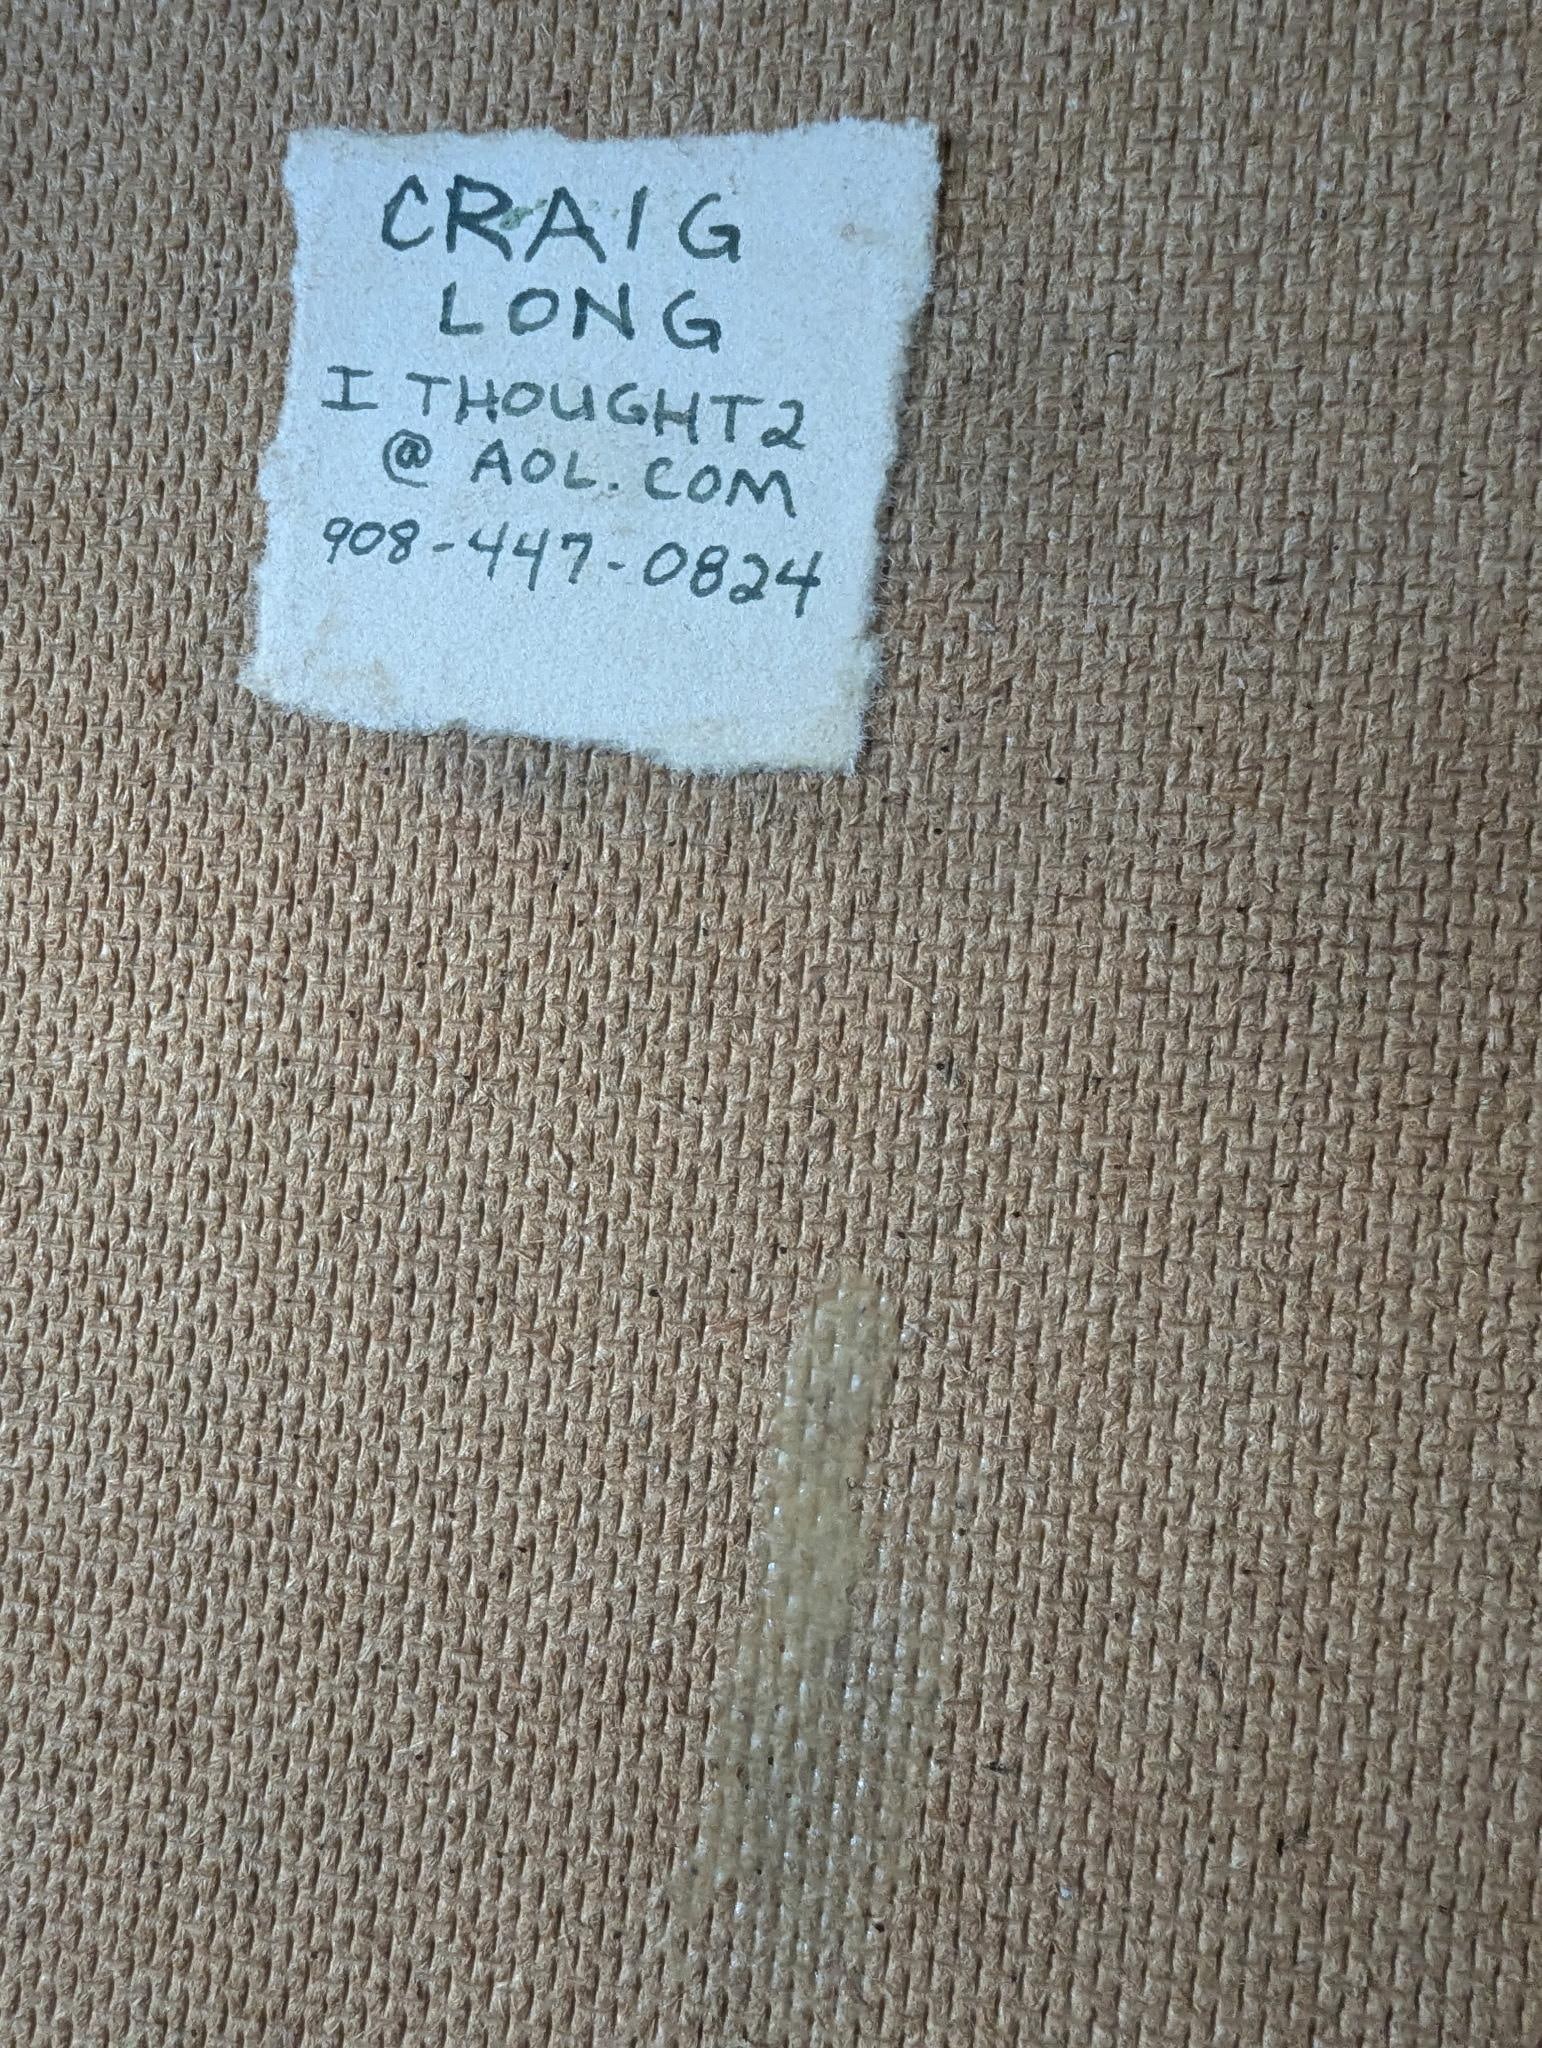 CRAIG
LONG
I THOUGHT2
@ AOL.COM
908-447-0824